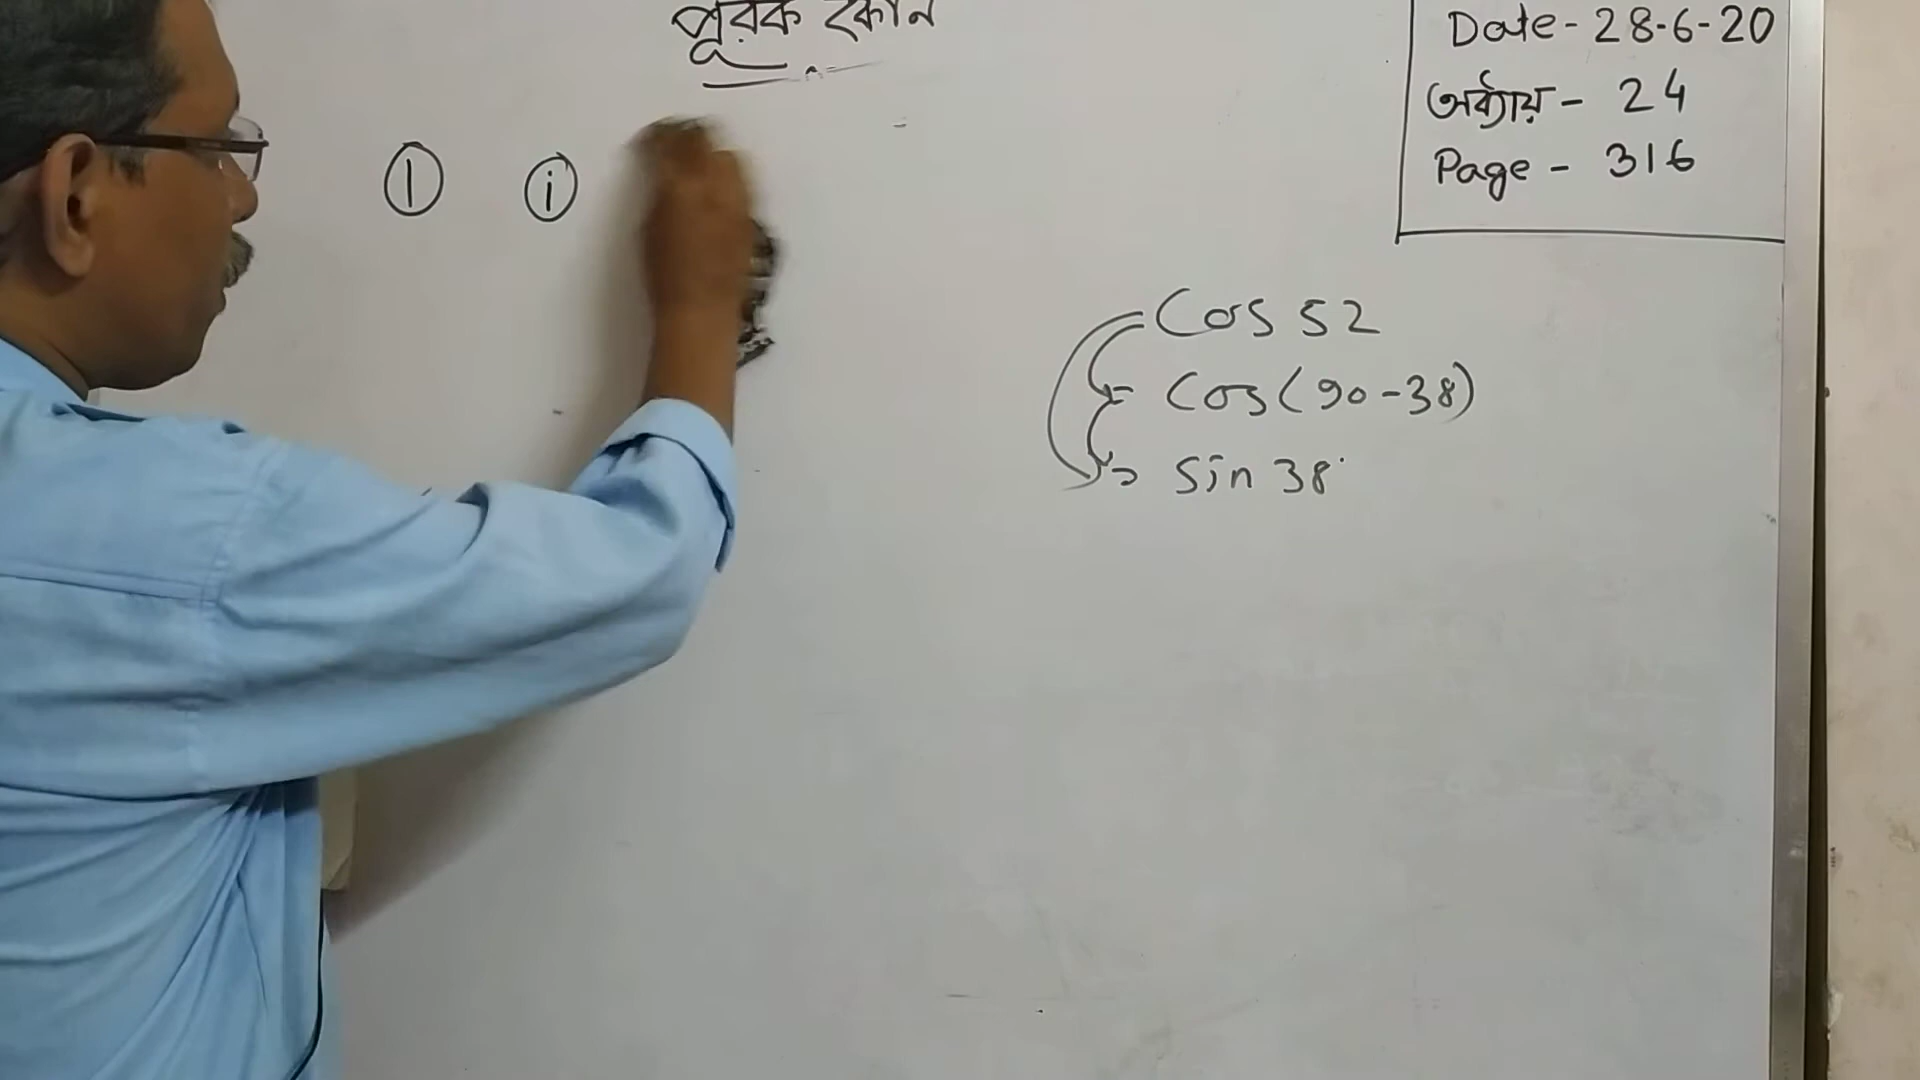 পূরক কোন
Date - 28-6-20
অধ্যায় - 24
Page - 316
1 i
Cos 52
= Cos(90-38)
= Sin 38°